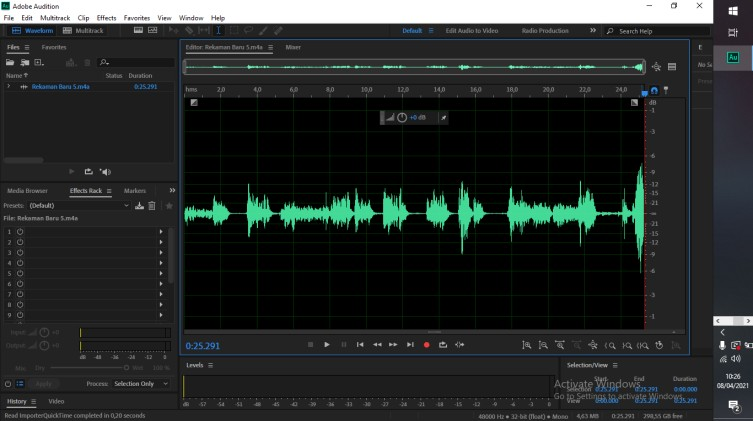 Au Adobe Audition
File Edit Multitrack Clip Effects Favorites View Window Help
Waveform Multitrack Default Edit Audio to Video Radio Production >> Search Help
Files Favorites
Editor: Rekaman Baru 5.m4a Mixer
Name Status Duration
Rekaman Baru 5.m4a 0:25.291
hms 2,0 4,0 6,0 8,0 10,0 12,0 14,0 16,0 18,0 20,0 22,0 24,0
+0 dB
dB
-1
-3
-6
-9
-12
-15
-21
-∞
-21
-15
-12
-9
-6
-3
-1
Media Browser Effects Rack Markers >>
Presets: (Default)
File: Rekaman Baru 5.m4a
1
2
3
4
5
6
7
8
9
Input: +0
Output: +0
dB -48 -36 -24 -12 0
Mix: Dry Wet 100 %
Apply Process: Selection Only
History Video
Read ImporterQuickTime completed in 0,20 seconds
0:25.291
Levels
dB -57 -54 -51 -48 -45 -42 -39 -36 -33 -30 -27 -24 -21 -18 -15 -12 -9 -6 -3 0
Selection/View
Start End Duration
Selection 0:25.291 0:25.291 0:00.000
View 0:00.000 0:25.291 0:25.291
Activate Windows
Go to Settings to activate Windows.
48000 Hz • 32-bit (float) • Mono 4,63 MB 0:25.291 298,55 GB free
Au
10:26
08/04/2021
2